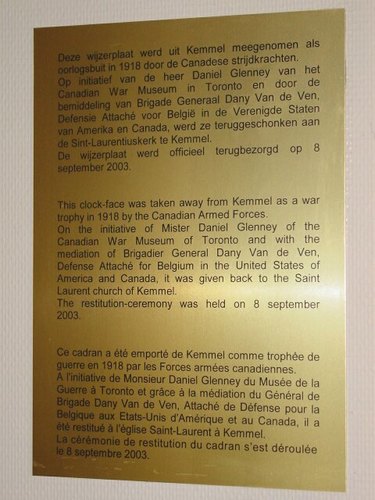 Deze wijzerplaat werd uit Kemmel meegenomen als
oorlogsbuit in 1918 door de Canadese strijdkrachten.
Op initiatief van de heer Daniel Glenney van het
Canadian War Museum in Toronto en door de
bemiddeling van Brigade Generaal Dany Van de Ven,
Defensie Attaché voor België in de Verenigde Staten
van Amerika en Canada, werd ze teruggeschonken aan
de Sint-Laurentiuskerk te Kemmel.
De wijzerplaat werd officieel terugbezorgd op 8
september 2003.
This clock-face was taken away from Kemmel as a war
trophy in 1918 by the Canadian Armed Forces.
On the initiative of Mister Daniel Glenney of the
Canadian War Museum of Toronto and with the
mediation of Brigadier General Dany Van de Ven,
Defense Attaché for Belgium in the United States of
America and Canada, it was given back to the Saint
Laurent church of Kemmel.
The restitution-ceremony was held on 8 september
2003.
Ce cadran a été emporté de Kemmel comme trophée de
guerre en 1918 par les Forces armées canadiennes.
A l'initiative de Monsieur Daniel Glenney du Musée de la
Guerre à Toronto et grâce à la médiation du Général de
Brigade Dany Van de Ven, Attaché de Défense pour la
Belgique aux Etats-Unis d'Amérique et au Canada, il a
été restitué à l'église Saint-Laurent à Kemmel.
La cérémonie de restitution du cadran s'est déroulée
le 8 septembre 2003.